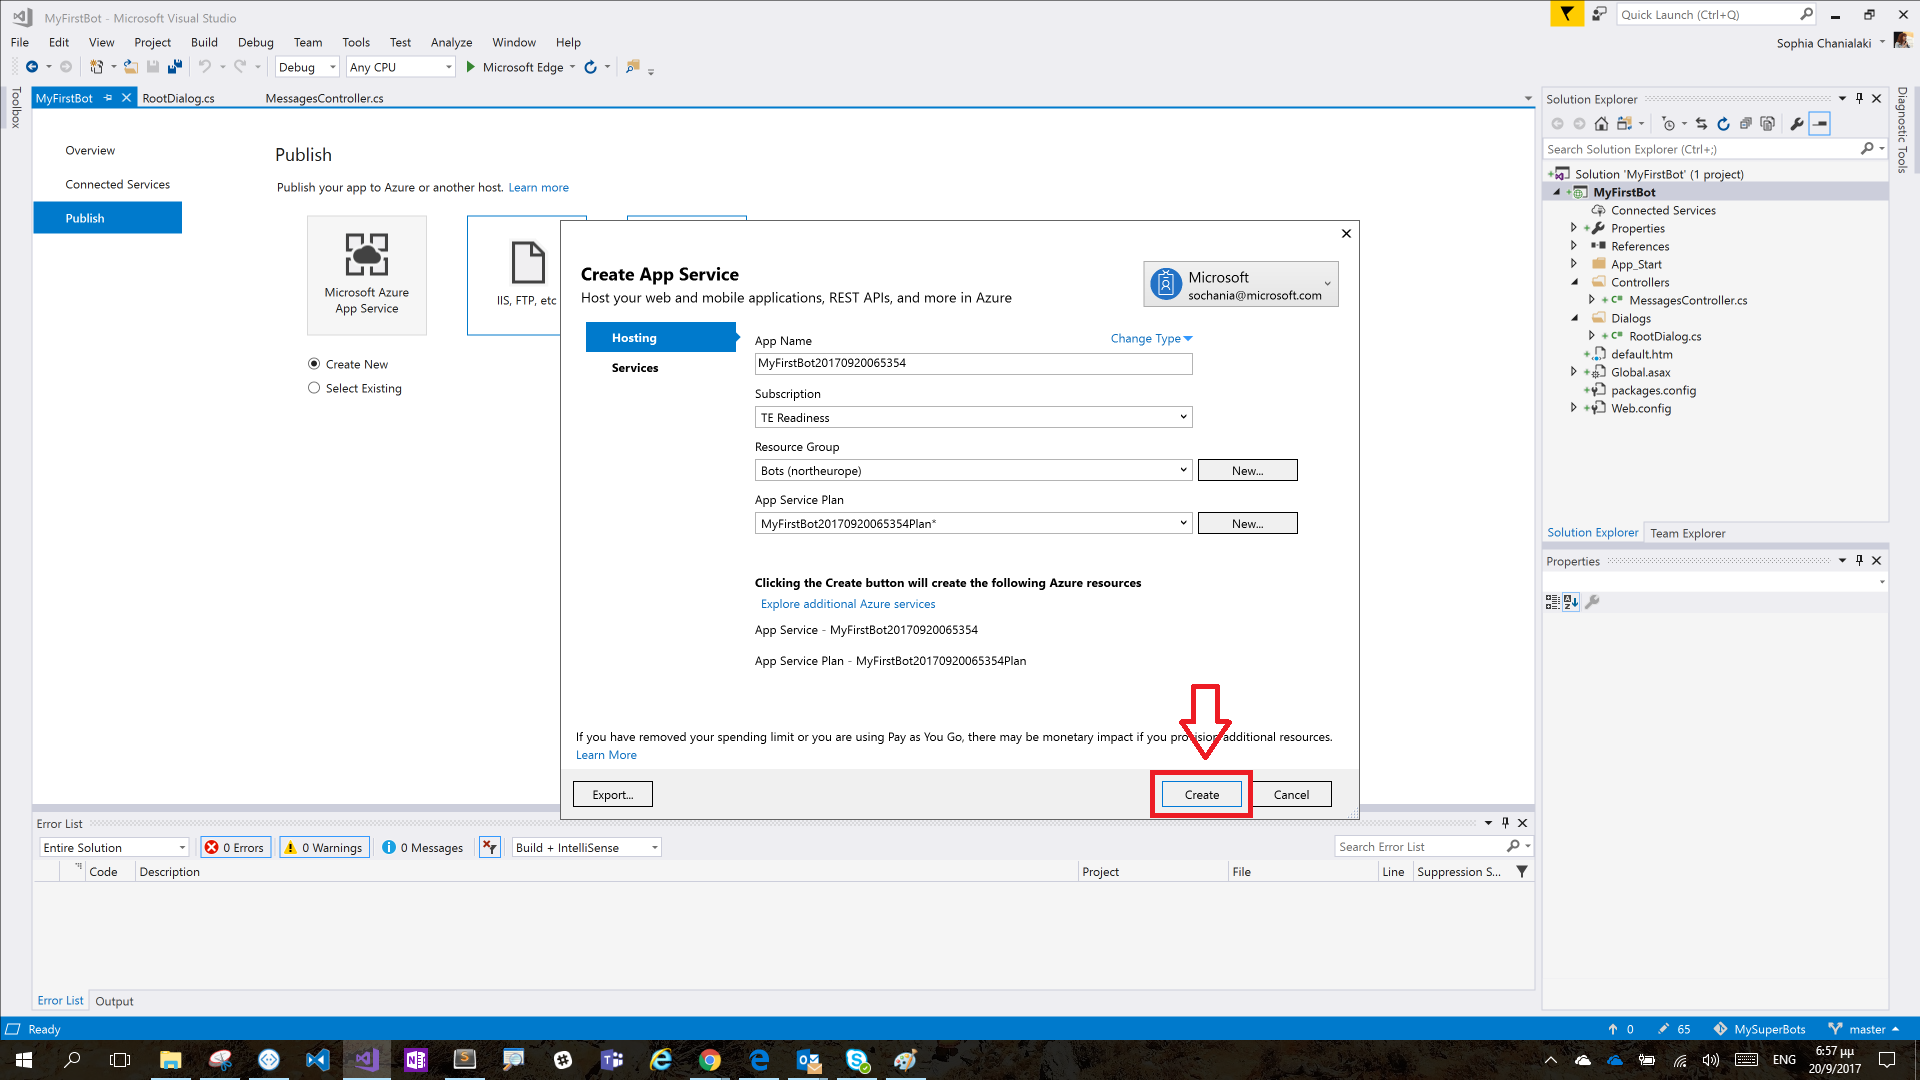 MyFirstBot - Microsoft Visual Studio
Quick Launch (Ctrl+Q)
File Edit View Project Build Debug Team Tools Test Analyze Window Help
Sophia Chanialaki
Debug Any CPU Microsoft Edge
Toolbox
MyFirstBot RootDialog.cs MessagesController.cs
Overview
Connected Services
Publish
Publish
Publish your app to Azure or another host. Learn more
Microsoft Azure
App Service
IIS, FTP, etc
Create New
Select Existing
Create App Service
Host your web and mobile applications, REST APIs, and more in Azure
Microsoft
sochania@microsoft.com
Hosting
Services
App Name
Change Type
MyFirstBot20170920065354
Subscription
TE Readiness
Resource Group
Bots (northeurope)
New...
App Service Plan
MyFirstBot20170920065354Plan*
New...
Clicking the Create button will create the following Azure resources
Explore additional Azure services
App Service - MyFirstBot20170920065354
App Service Plan - MyFirstBot20170920065354Plan
If you have removed your spending limit or you are using Pay as You Go, there may be monetary impact if you provision additional resources.
Learn More
Export...
Create
Cancel
Solution Explorer
Search Solution Explorer (Ctrl+;)
Solution 'MyFirstBot' (1 project)
MyFirstBot
Connected Services
Properties
References
App_Start
Controllers
MessagesController.cs
Dialogs
RootDialog.cs
default.htm
Global.asax
packages.config
Web.config
Solution Explorer Team Explorer
Properties
Diagnostic Tools
Error List
Entire Solution 0 Errors 0 Warnings 0 Messages Build + IntelliSense
Search Error List
Code Description Project File Line Suppression S...
Error List Output
Ready
0 65 MySuperBots master
ENG
6:57 μμ
20/9/2017